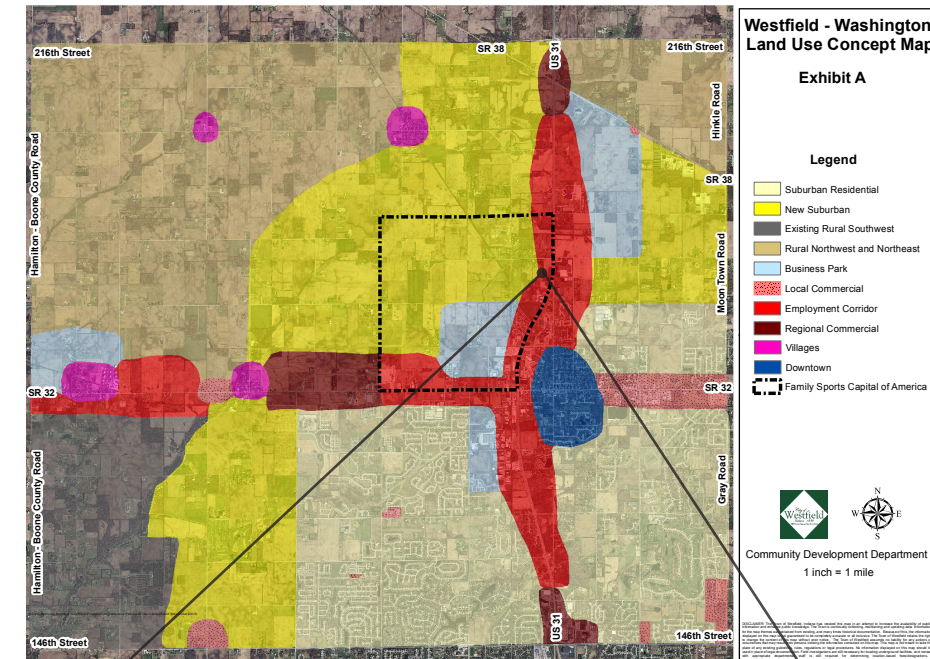 216th Street
SR 38
US 31
216th Street
Westfield - Washington
Land Use Concept Map
Exhibit A
Hinkle Road
Hamilton - Boone County Road
SR 38
Moon Town Road
Legend
Suburban Residential
New Suburban
Existing Rural Southwest
Rural Northwest and Northeast
Business Park
Local Commercial
Employment Corridor
Regional Commercial
Villages
Downtown
Family Sports Capital of America
SR 32
SR 32
Hamilton - Boone County Road
Gray Road
Westfield
N
W
E
S
Community Development Department
1 inch = 1 mile
146th Street
US 31
146th Street